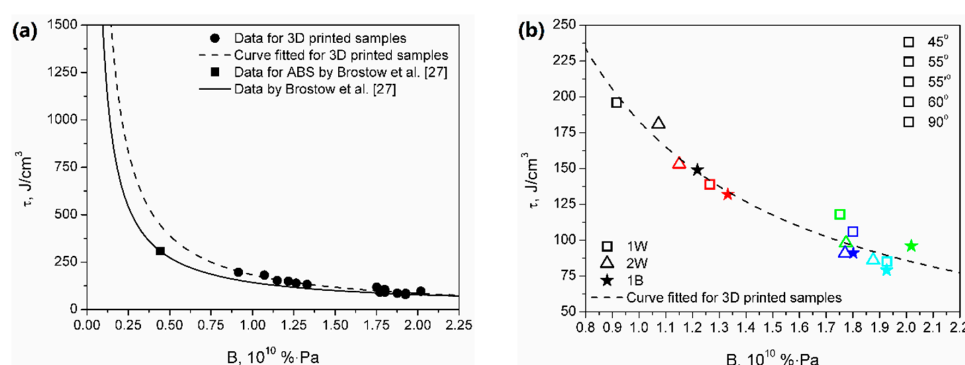 (a)
1500
1250
1000
750
500
250
0
τ, J/cm³
0.00 0.25 0.50 0.75 1.00 1.25 1.50 1.75 2.00 2.25
B, 10¹⁰ %·Pa
Data for 3D printed samples
Curve fitted for 3D printed samples
Data for ABS by Brostow et al. [27]
Data by Brostow et al. [27]
(b)
250
225
200
175
150
125
100
75
50
τ, J/cm³
0.8 0.9 1.0 1.1 1.2 1.3 1.4 1.5 1.6 1.7 1.8 1.9 2.0 2.1 2.2
B, 10¹⁰ %·Pa
45°
55°
55'°
60°
90°
1W
2W
1B
Curve fitted for 3D printed samples